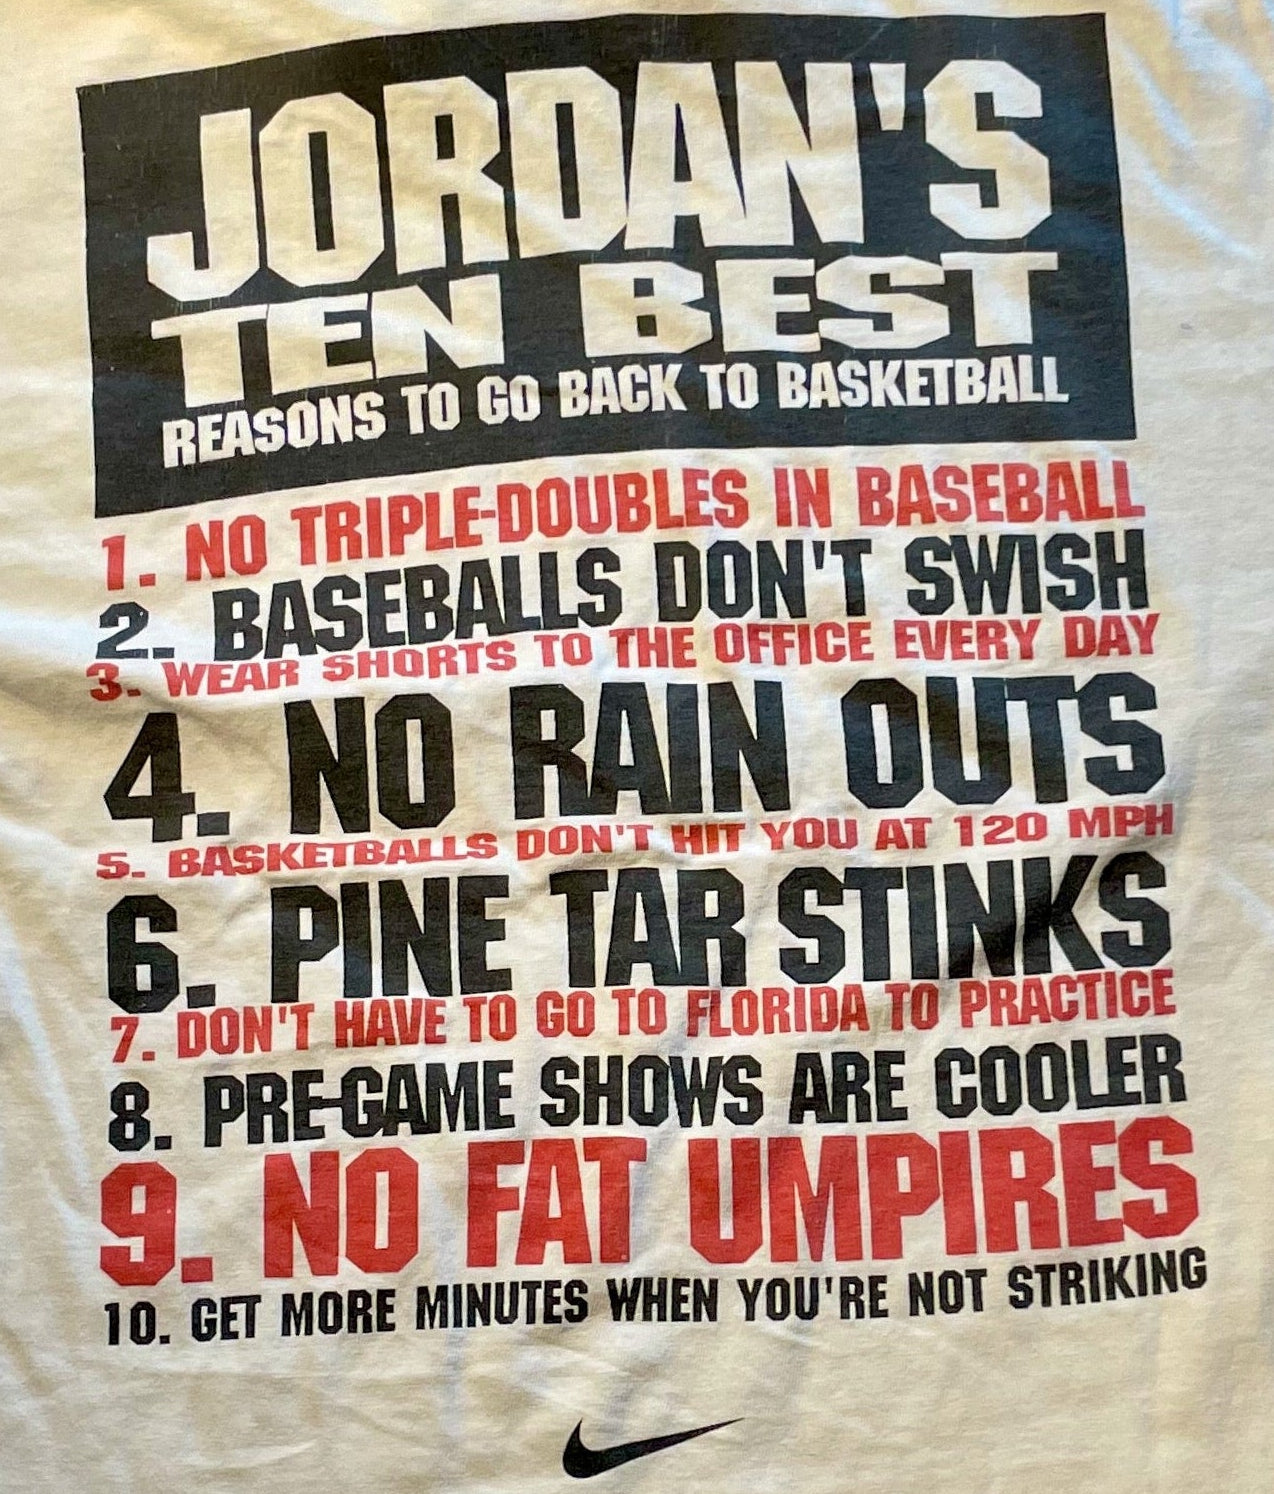 JORDAN'S
TEN BEST
REASONS TO GO BACK TO BASKETBALL
1. NO TRIPLE-DOUBLES IN BASEBALL
2. BASEBALLS DON'T SWISH
3. WEAR SHORTS TO THE OFFICE EVERY DAY
4. NO RAIN OUTS
5. BASKETBALLS DON'T HIT YOU AT 120 MPH
6. PINE TAR STINKS
7. DON'T HAVE TO GO TO FLORIDA TO PRACTICE
8. PRE-GAME SHOWS ARE COOLER
9. NO FAT UMPIRES
10. GET MORE MINUTES WHEN YOU'RE NOT STRIKING